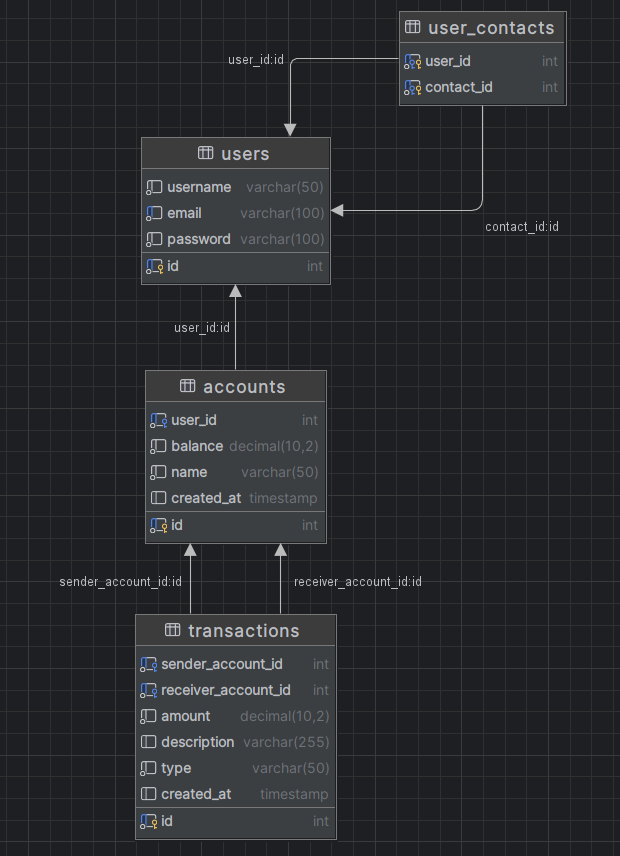 user_contacts
user_id int
contact_id int
user_id:id
users
username varchar(50)
email varchar(100)
password varchar(100)
id int
contact_id:id
user_id:id
accounts
user_id int
balance decimal(10,2)
name varchar(50)
created_at timestamp
id int
sender_account_id:id
receiver_account_id:id
transactions
sender_account_id int
receiver_account_id int
amount decimal(10,2)
description varchar(255)
type varchar(50)
created_at timestamp
id int